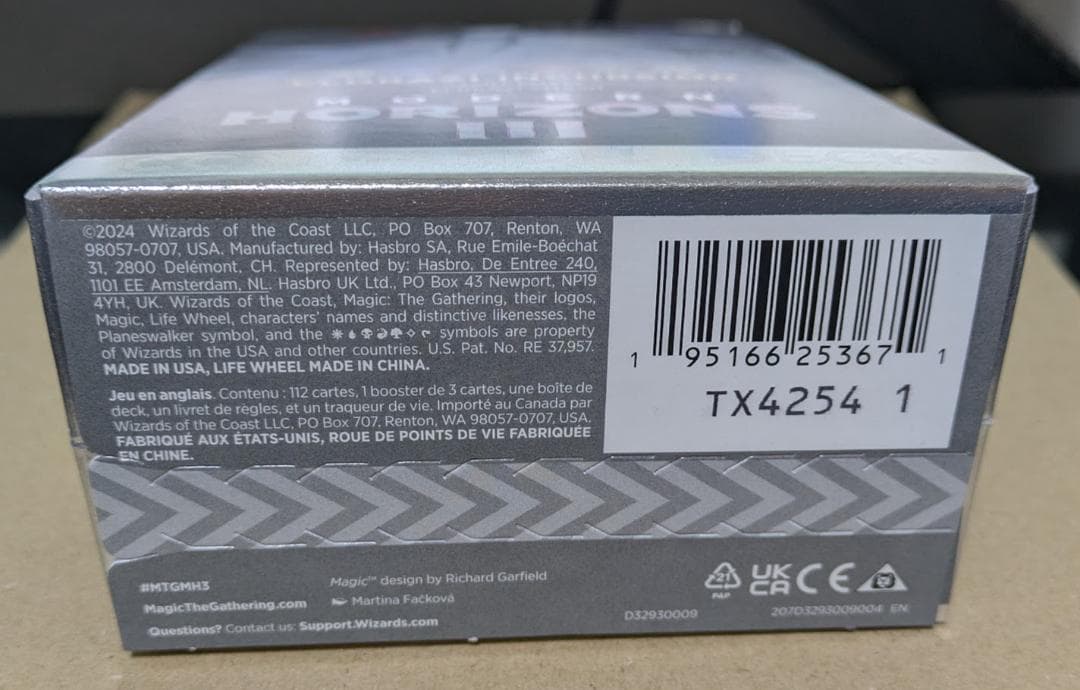 MODERN
HORIZONS
III
©2024 Wizards of the Coast LLC, PO Box 707, Renton, WA
98057-0707, USA. Manufactured by: Hasbro SA, Rue Emile-Boéchat
31, 2800 Delémont, CH. Represented by: Hasbro, De Entree 240,
1101 EE Amsterdam, NL. Hasbro UK Ltd., PO Box 43 Newport, NP19
4YH, UK. Wizards of the Coast, Magic: The Gathering, their logos,
Magic, Life Wheel, characters' names and distinctive likenesses, the
Planeswalker symbol, and the symbols are property
of Wizards in the USA and other countries. U.S. Pat. No. RE 37,957.
MADE IN USA, LIFE WHEEL MADE IN CHINA.
Jeu en anglais. Contenu : 112 cartes, 1 booster de 3 cartes, une boîte de
deck, un livret de règles, et un traqueur de vie. Importé au Canada par
Wizards of the Coast LLC, PO Box 707, Renton, WA 98057-0707, USA.
FABRIQUÉ AUX ÉTATS-UNIS, ROUE DE POINTS DE VIE FABRIQUÉE
EN CHINE.
1 95166 25367 1
TX4254 1
#MTGMH3
MagicTheGathering.com
Questions? Contact us: Support.Wizards.com
Magic™ design by Richard Garfield
Martina Fačková
D32930009
21
PAP
UK
CA
CE
207D3293009004 EN